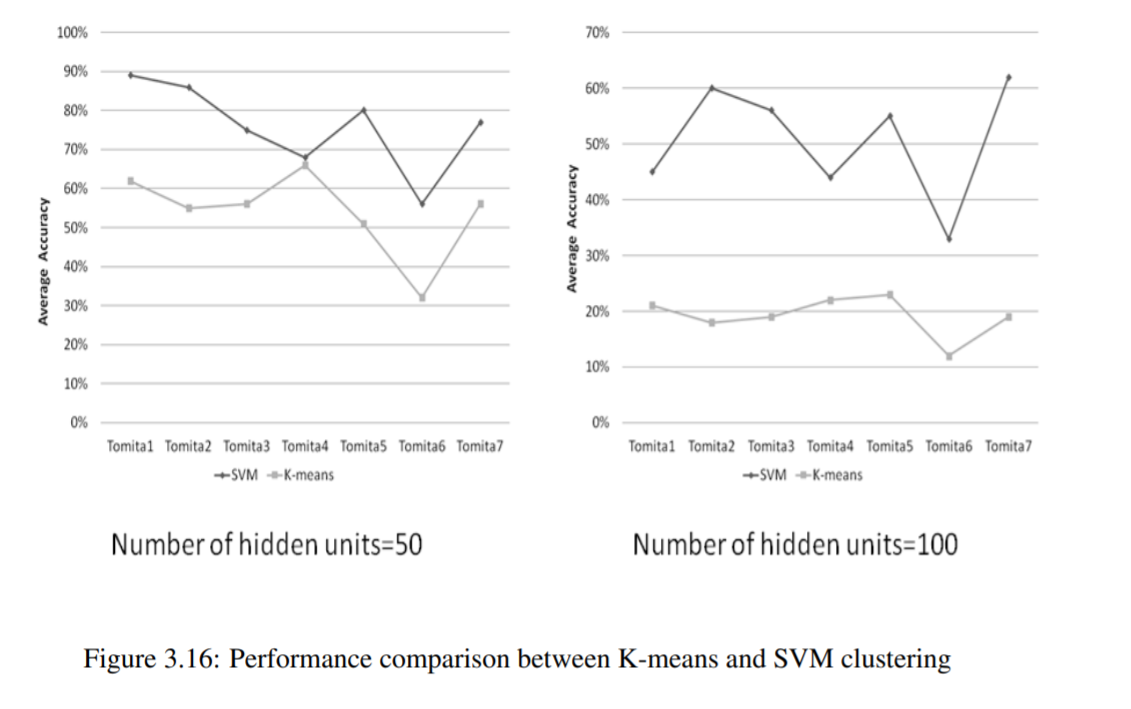 100%
90%
80%
70%
60%
50%
40%
30%
20%
10%
0%
Average Accuracy
Tomita1 Tomita2 Tomita3 Tomita4 Tomita5 Tomita6 Tomita7
SVM K-means
Number of hidden units=50
70%
60%
50%
40%
30%
20%
10%
0%
Average Accuracy
Tomita1 Tomita2 Tomita3 Tomita4 Tomita5 Tomita6 Tomita7
SVM K-means
Number of hidden units=100
Figure 3.16: Performance comparison between K-means and SVM clustering